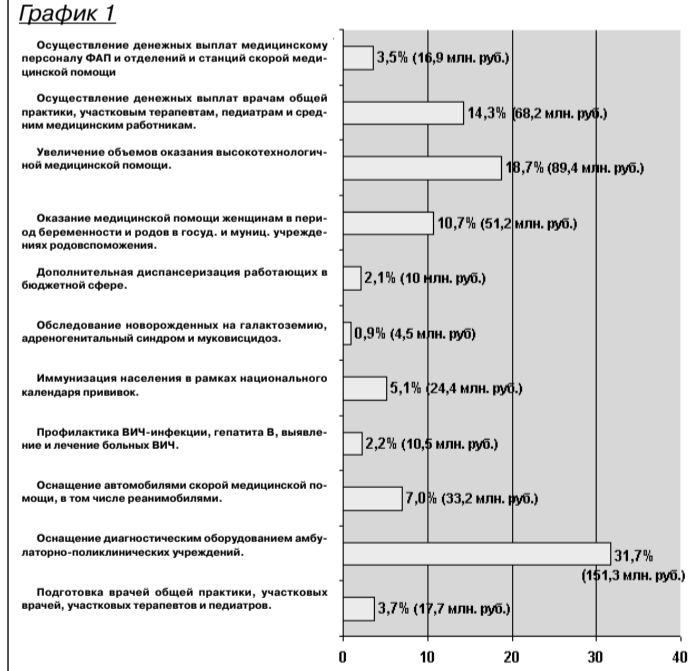 График 1
Осуществление денежных выплат медицинскому
персоналу ФАП и отделений и станций скорой меди-
цинской помощи
3,5% (16,9 млн. руб.)
Осуществление денежных выплат врачам общей
практики, участковым терапевтам, педиатрам и сред-
ним медицинским работникам.
14,3% (68,2 млн. руб.)
Увеличение объемов оказания высокотехнологич-
ной медицинской помощи.
18,7% (89,4 млн. руб.)
Оказание медицинской помощи женщинам в пери-
од беременности и родов в госуд. и муниц. учрежде-
ниях родовспоможения.
10,7% (51,2 млн. руб.)
Дополнительная диспансеризация работающих в
бюджетной сфере.
2,1% (10 млн. руб.)
Обследование новорожденных на галактоземию,
адреногенитальный синдром и муковисцидоз.
0,9% (4,5 млн. руб)
Иммунизация населения в рамках национального
календаря прививок.
5,1% (24,4 млн. руб.)
Профилактика ВИЧ-инфекции, гепатита В, выявле-
ние и лечение больных ВИЧ.
2,2% (10,5 млн. руб.)
Оснащение автомобилями скорой медицинской по-
мощи, в том числе реанимобилями.
7,0% (33,2 млн. руб.)
Оснащение диагностическим оборудованием амбу-
латорно-поликлинических учреждений.
31,7%
(151,3 млн. руб.)
Подготовка врачей общей практики, участковых
врачей, участковых терапевтов и педиатров.
3,7% (17,7 млн. руб.)
0 10 20 30 40